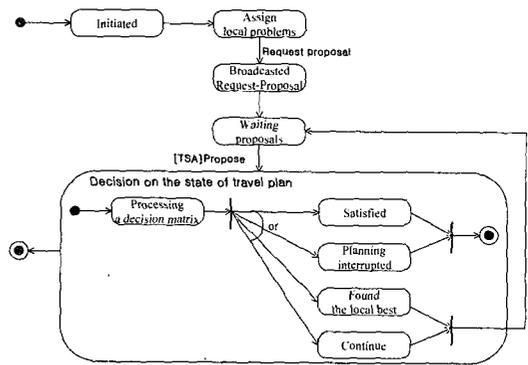 Initiated
Assign
local problems
Request proposal
Broadcasted
Request-Proposal
Waiting
proposals
[TSA]Propose
Decision on the state of travel plan
Processing
a decision matrix
Satisfied
or
Planning
interrupted
Found
the local best
Continue